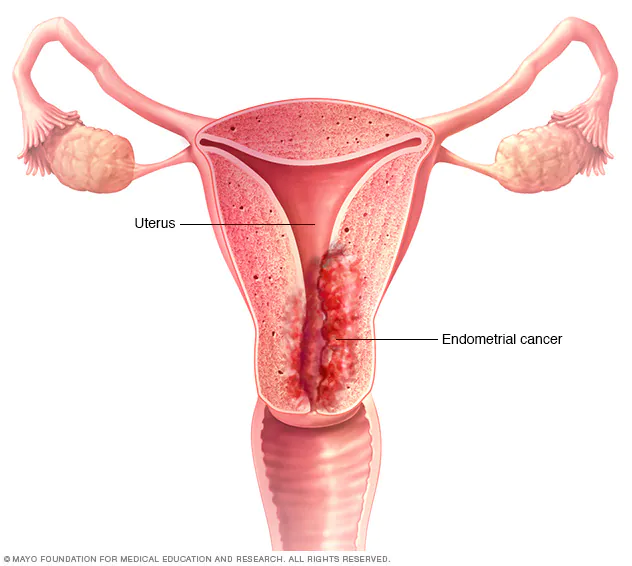 Uterus
Endometrial cancer
© MAYO FOUNDATION FOR MEDICAL EDUCATION AND RESEARCH. ALL RIGHTS RESERVED.